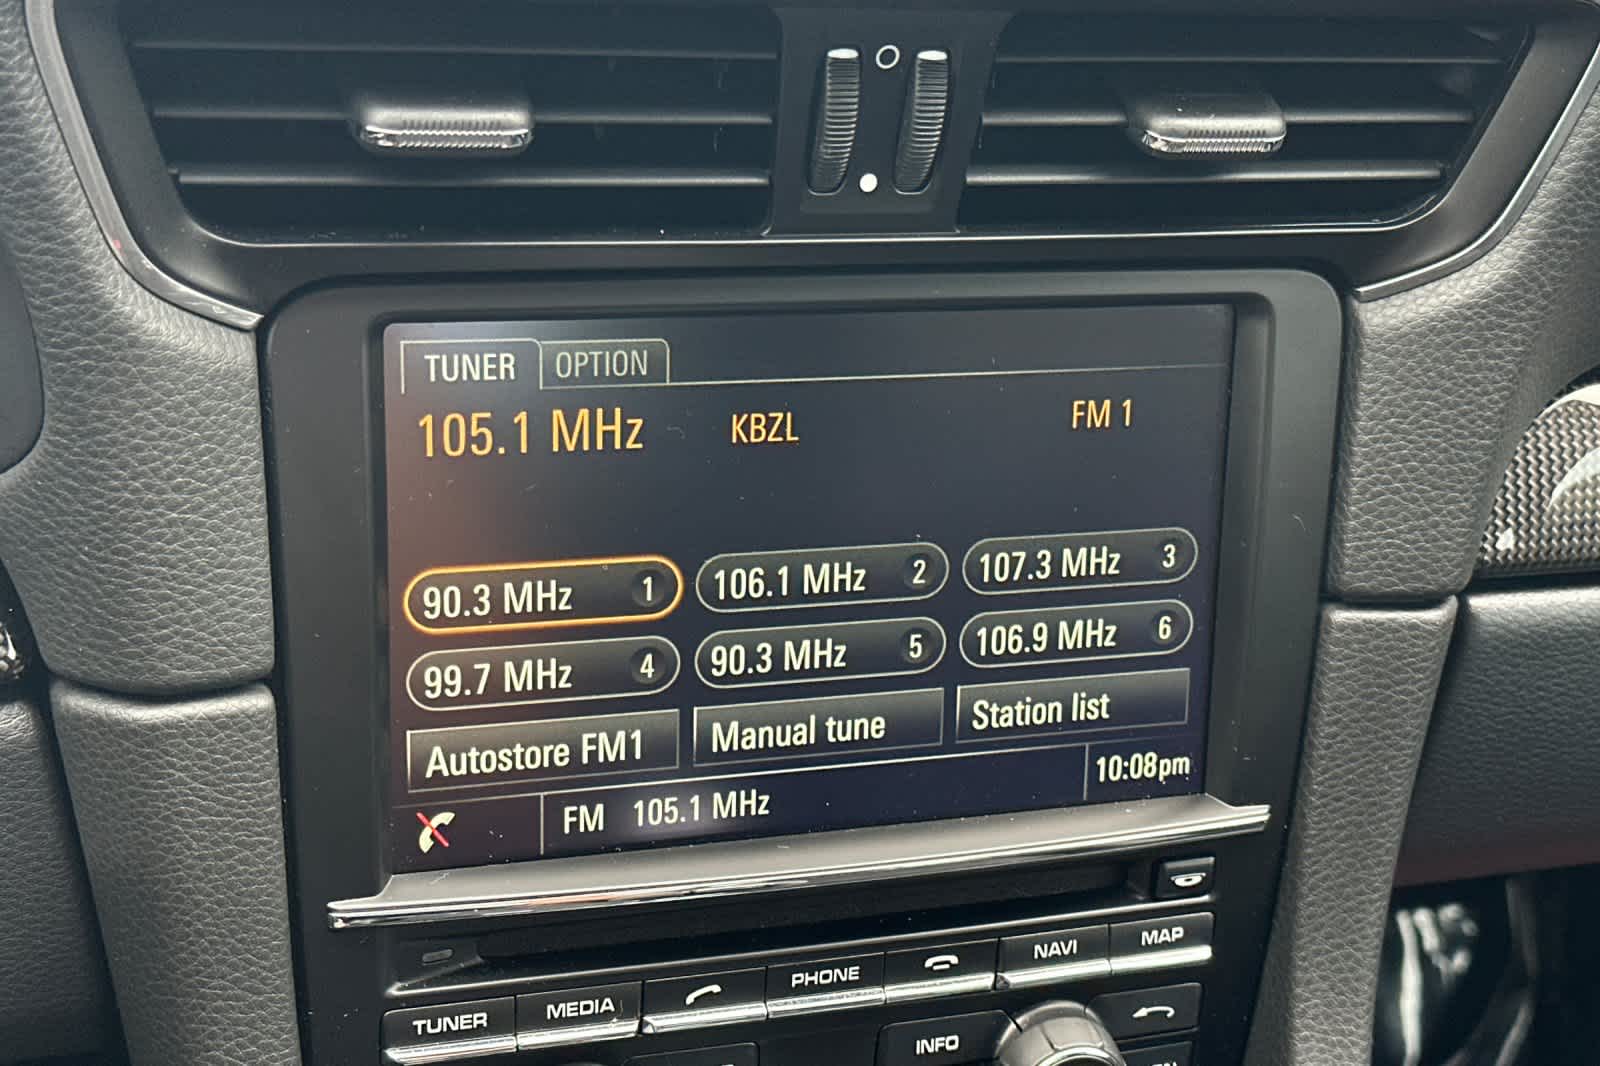 TUNER OPTION
105.1 MHz KBZL FM 1
90.3 MHz 1 106.1 MHz 2 107.3 MHz 3
99.7 MHz 4 90.3 MHz 5 106.9 MHz 6
Autostore FM1 Manual tune Station list
FM 105.1 MHz 10:08pm
TUNER MEDIA PHONE NAVI MAP
INFO